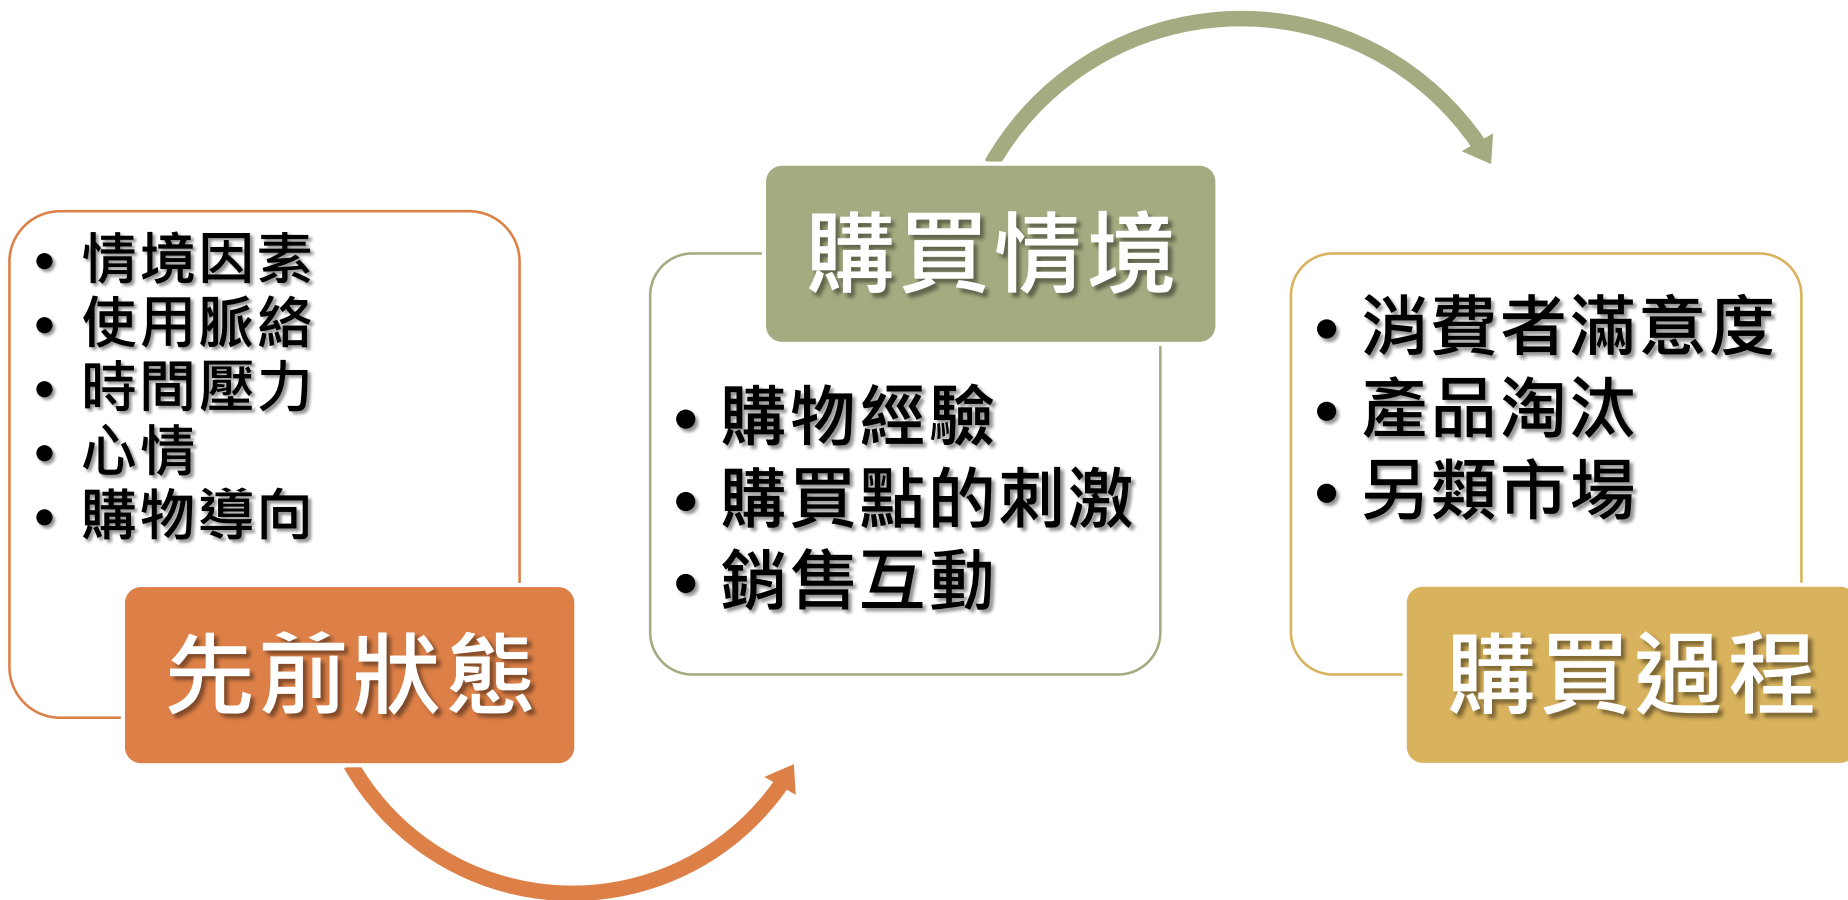 • 情境因素
• 使用脈絡
• 時間壓力
• 心情
• 購物導向
先前狀態
購買情境
• 購物經驗
• 購買點的刺激
• 銷售互動
• 消費者滿意度
• 產品淘汰
• 另類市場
購買過程